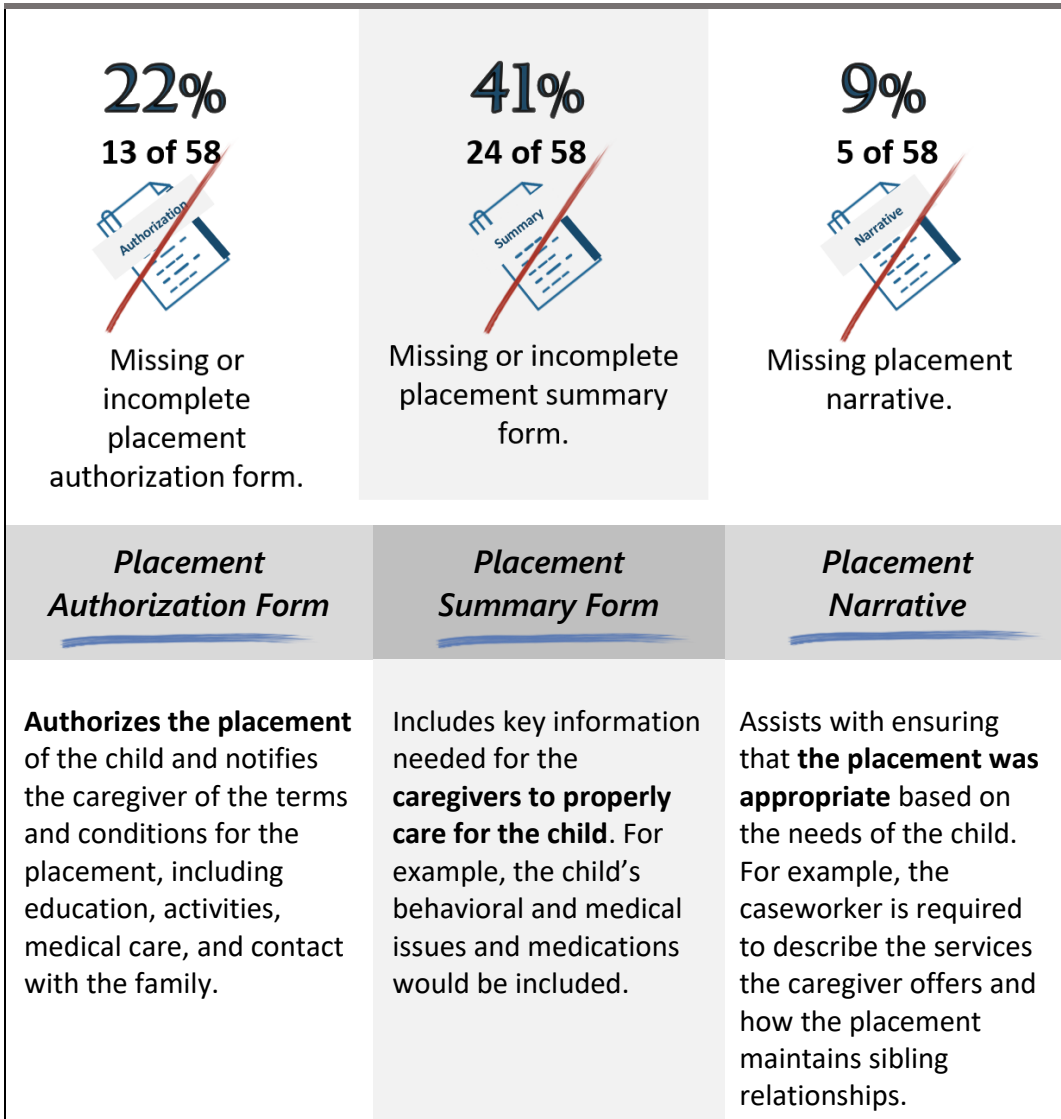 22%
13 of 58
Authorization
Missing or
incomplete
placement
authorization form.
41%
24 of 58
Summary
Missing or incomplete
placement summary
form.
9%
5 of 58
Narrative
Missing placement
narrative.
Placement
Authorization Form
Authorizes the placement
of the child and notifies
the caregiver of the terms
and conditions for the
placement, including
education, activities,
medical care, and contact
with the family.
Placement
Summary Form
Includes key information
needed for the
caregivers to properly
care for the child. For
example, the child’s
behavioral and medical
issues and medications
would be included.
Placement
Narrative
Assists with ensuring
that the placement was
appropriate based on
the needs of the child.
For example, the
caseworker is required
to describe the services
the caregiver offers and
how the placement
maintains sibling
relationships.